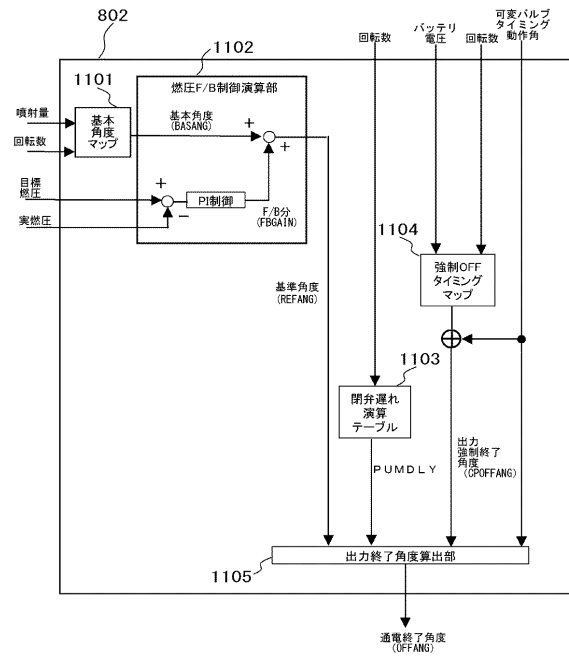 802
1102
回転数
バッテリ
電圧
回転数
可変バルブ
タイミング
動作角
1101
燃圧F/B制御演算部
噴射量
回転数
基本
角度
マップ
基本角度
(BASANG)
+
+
目標
燃圧
+
PI制御
−
実燃圧
F/B分
(FBGAIN)
1104
強制OFF
タイミング
マップ
基準角度
(REFANG)
1103
閉弁遅れ
演算
テーブル
PUMDLY
出力
強制終了
角度
(CPOFFANG)
出力終了角度算出部
1105
通電終了角度
(OFFANG)